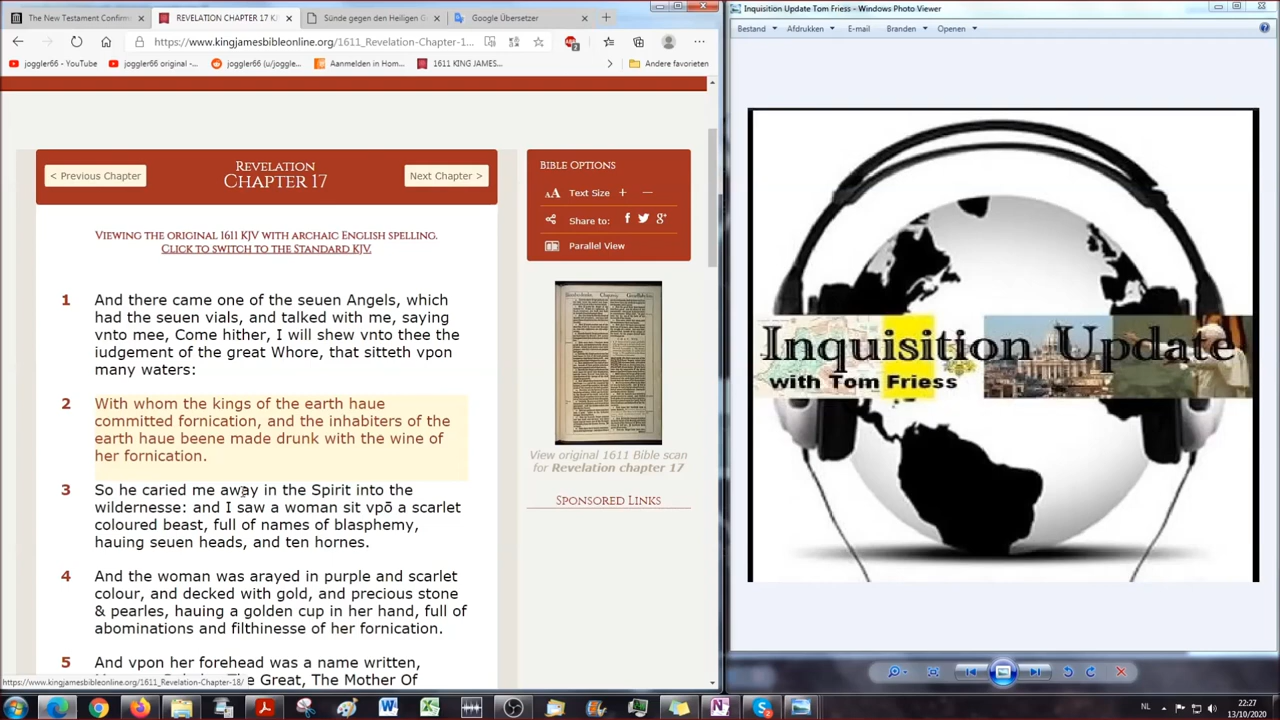 The New Testament Confirm
REVELATION CHAPTER 17 K
Sünde gegen den Heiligen G
Google Übersetzer
https://www.kingjamesbibleonline.org/1611_Revelation-Chapter-1...
joggler66 - YouTube
joggler66 original -...
joggler66 (u/joggle...
Aanmelden in Hom...
1611 KING JAMES...
Andere favorieten
< Previous Chapter
Revelation
Chapter 17
Next Chapter >
Viewing the original 1611 KJV with archaic English spelling.
Click to switch to the Standard KJV.
1 And there came one of the seuen Angels, which
had the seuen vials, and talked with me, saying
vnto mee, Come hither, I will shew vnto thee the
iudgement of the great Whore, that sitteth vpon
many waters:
2 With whom the kings of the earth haue
committed fornication, and the inhabiters of the
earth haue beene made drunk with the wine of
her fornication.
3 So he caried me away in the Spirit into the
wildernesse: and I saw a woman sit vpō a scarlet
coloured beast, full of names of blasphemy,
hauing seuen heads, and ten hornes.
4 And the woman was arayed in purple and scarlet
colour, and decked with gold, and precious stone
& pearles, hauing a golden cup in her hand, full of
abominations and filthinesse of her fornication.
5 And vpon her forehead was a name written,
The Great, The Mother Of
https://www.kingjamesbibleonline.org/1611_Revelation-Chapter-18/
Bible Options
AA Text Size + —
Share to: f g+
Parallel View
View original 1611 Bible scan
for Revelation chapter 17
Sponsored Links
Inquisition Update Tom Friess - Windows Photo Viewer
Bestand Afdrukken E-mail Branden Openen
Inquisition Update
with Tom Friess
NL
22:27
13/10/2020